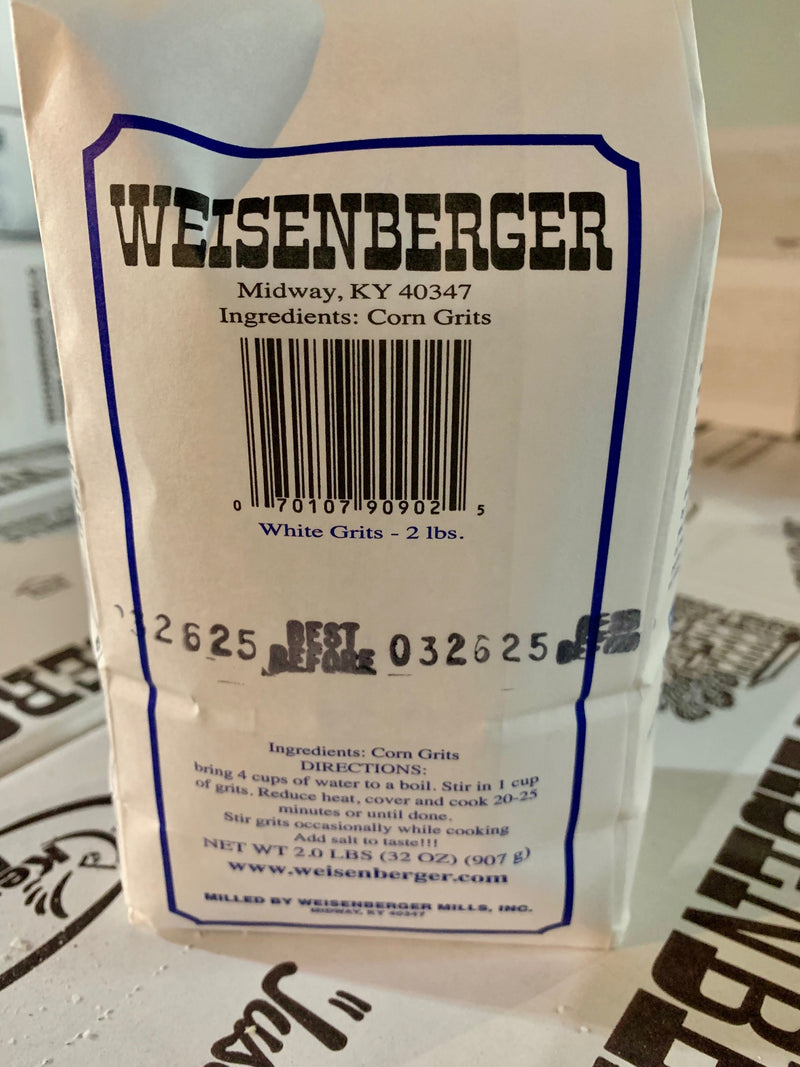 WEISENBERGER
Midway, KY 40347
Ingredients: Corn Grits
0 70107 90902 5
White Grits - 2 lbs.
32625 BEST BEFORE 032625 BEFORE
Ingredients: Corn Grits
DIRECTIONS:
bring 4 cups of water to a boil. Stir in 1 cup
of grits. Reduce heat, cover and cook 20-25
minutes or until done.
Stir grits occasionally while cooking
Add salt to taste!!!
NET WT 2.0 LBS (32 OZ) (907 g)
www.weisenberger.com
MILLED BY WEISENBERGER MILLS, INC.
MIDWAY, KY 40347